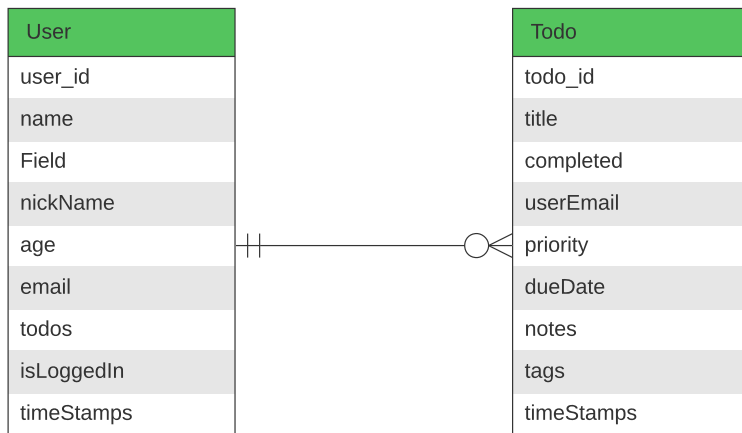 User
user_id
name
Field
nickName
age
email
todos
isLoggedIn
timeStamps
Todo
todo_id
title
completed
userEmail
priority
dueDate
notes
tags
timeStamps